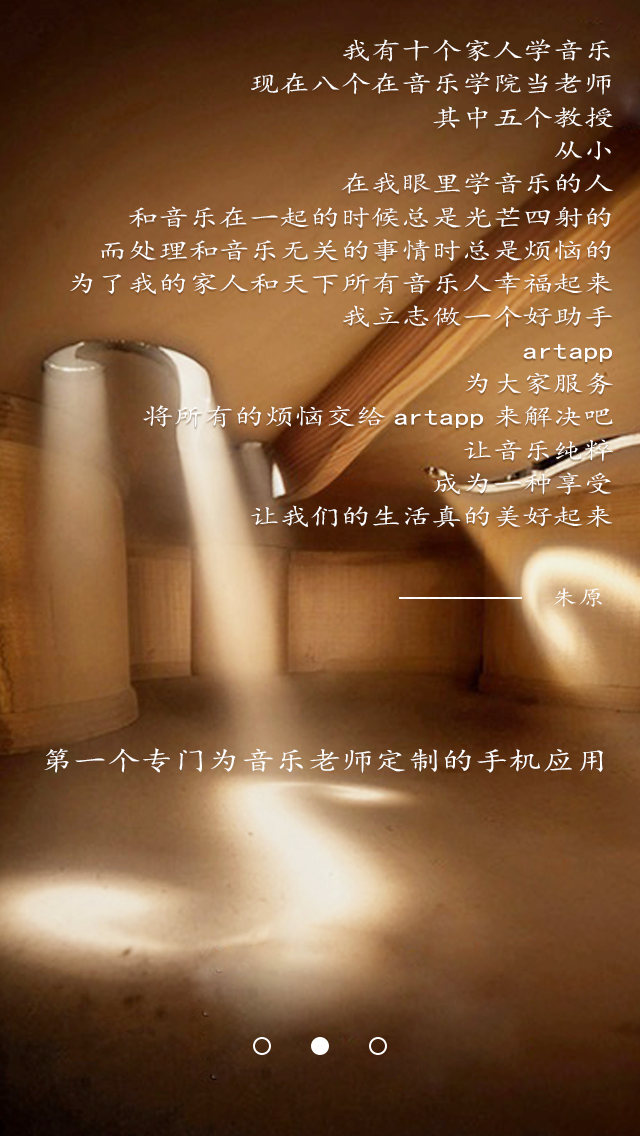 我有十个家人学音乐
现在八个在音乐学院当老师
其中五个教授
从小
在我眼里学音乐的人
和音乐在一起的时候总是光芒四射的
而处理和音乐无关的事情时总是烦恼的
为了我的家人和天下所有音乐人幸福起来
我立志做一个好助手
artapp
为大家服务
将所有的烦恼交给 artapp 来解决吧
让音乐纯粹
成为一种享受
让我们的生活真的美好起来
——— 朱原
第一个专门为音乐老师定制的手机应用